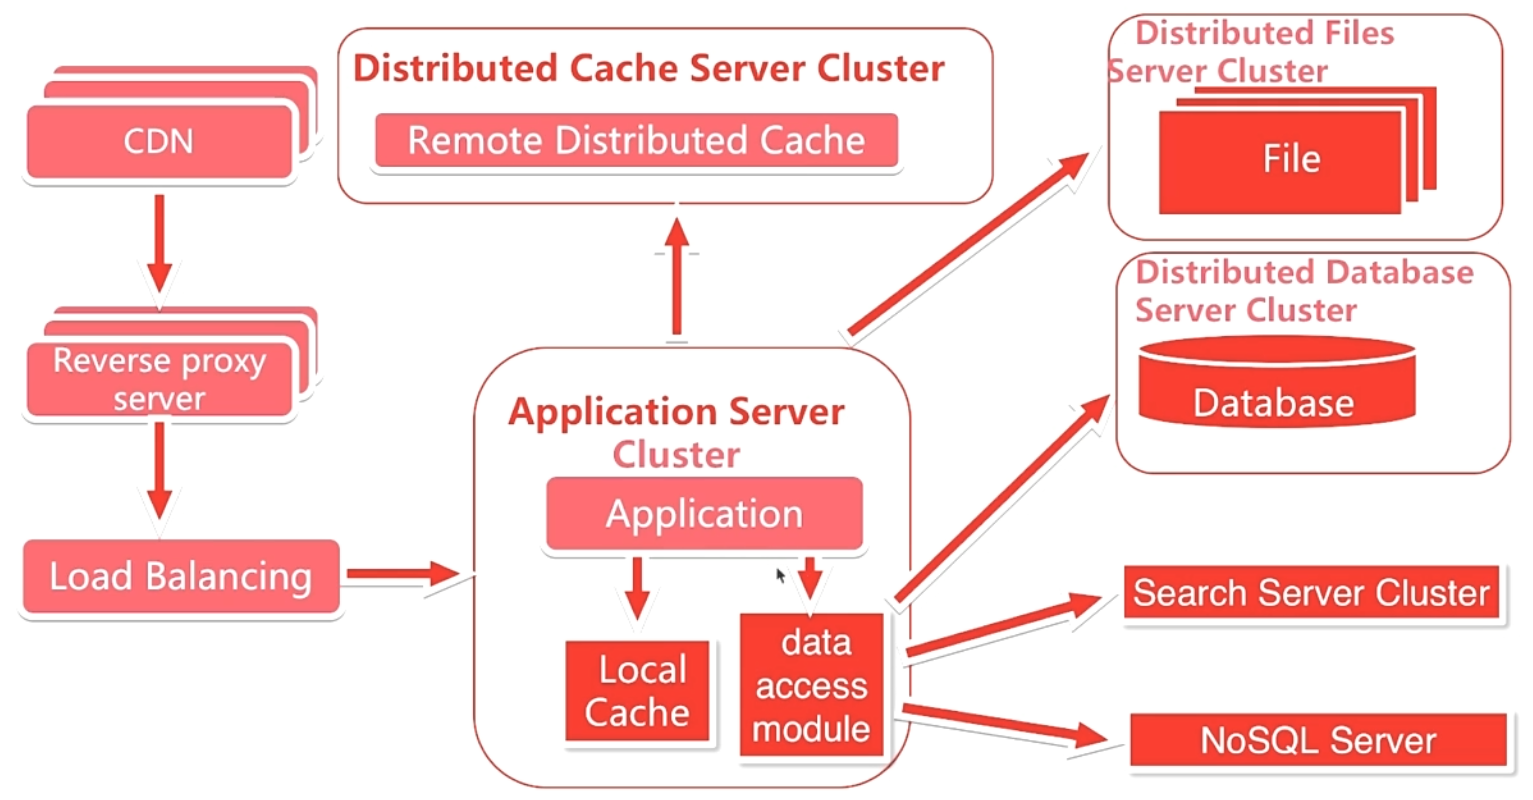 CDN
Reverse proxy
server
Load Balancing
Distributed Cache Server Cluster
Remote Distributed Cache
Application Server
Cluster
Application
Local
Cache
data
access
module
Distributed Files
Server Cluster
File
Distributed Database
Server Cluster
Database
Search Server Cluster
NoSQL Server